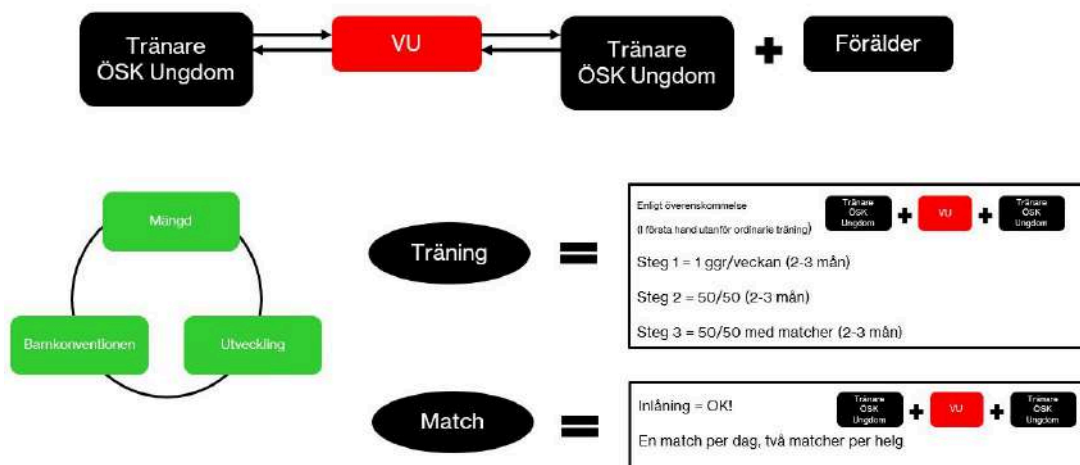 Tränare
ÖSK Ungdom
VU
Tränare
ÖSK Ungdom
+
Förälder
Mängd
Barnkonventionen
Utveckling
Träning
=
Enligt överenskommelse
(I första hand utanför ordinarie träning)
Tränare
ÖSK
Ungdom
+
VU
+
Tränare
ÖSK
Ungdom
Steg 1 = 1 ggr/veckan (2-3 mån)
Steg 2 = 50/50 (2-3 mån)
Steg 3 = 50/50 med matcher (2-3 mån)
Match
=
Inlåning = OK!
Tränare
ÖSK
Ungdom
+
VU
+
Tränare
ÖSK
Ungdom
En match per dag, två matcher per helg